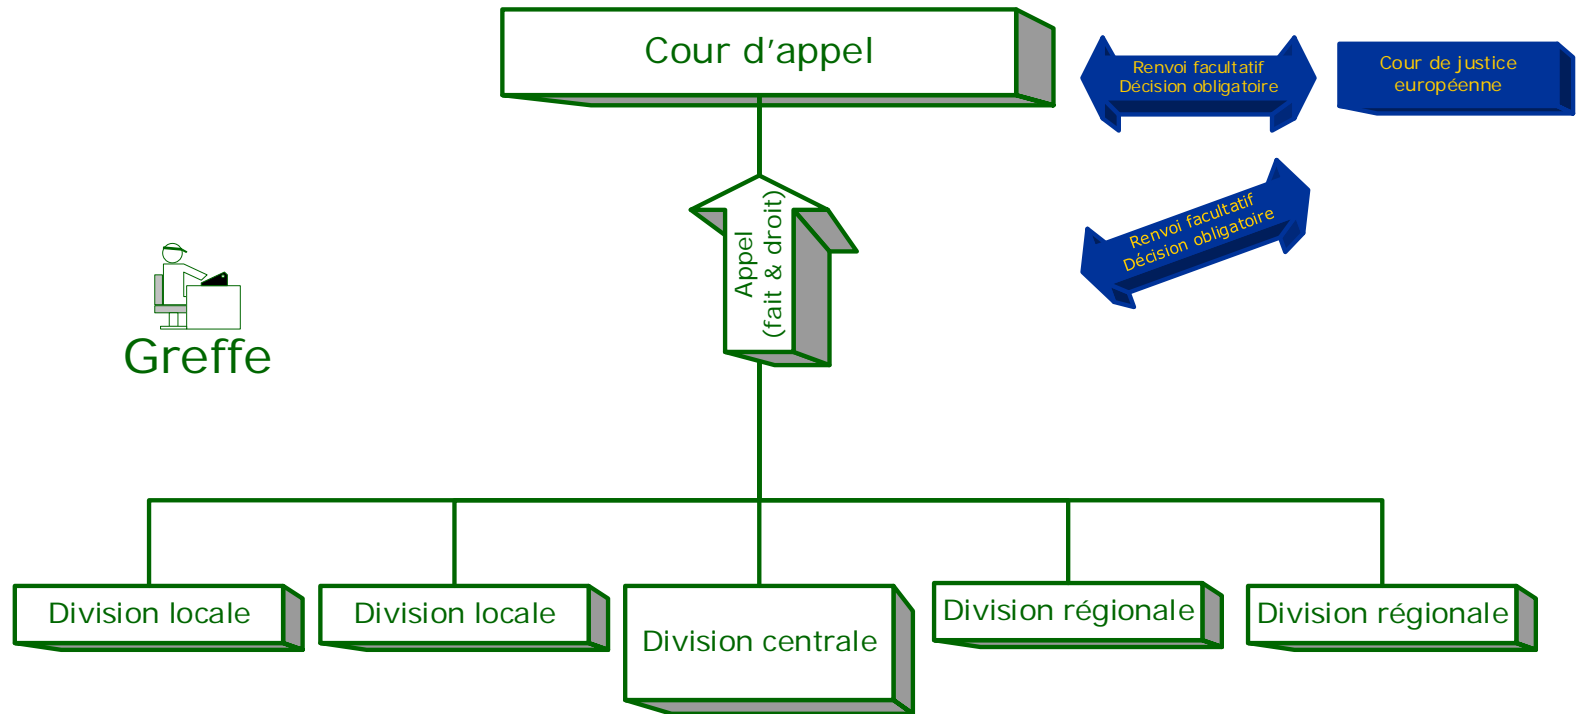 Cour d’appel
Renvoi facultatif
Décision obligatoire
Cour de justice
européenne
Renvoi facultatif
Décision obligatoire
Appel
(fait & droit)
Greffe
Division locale
Division locale
Division centrale
Division régionale
Division régionale